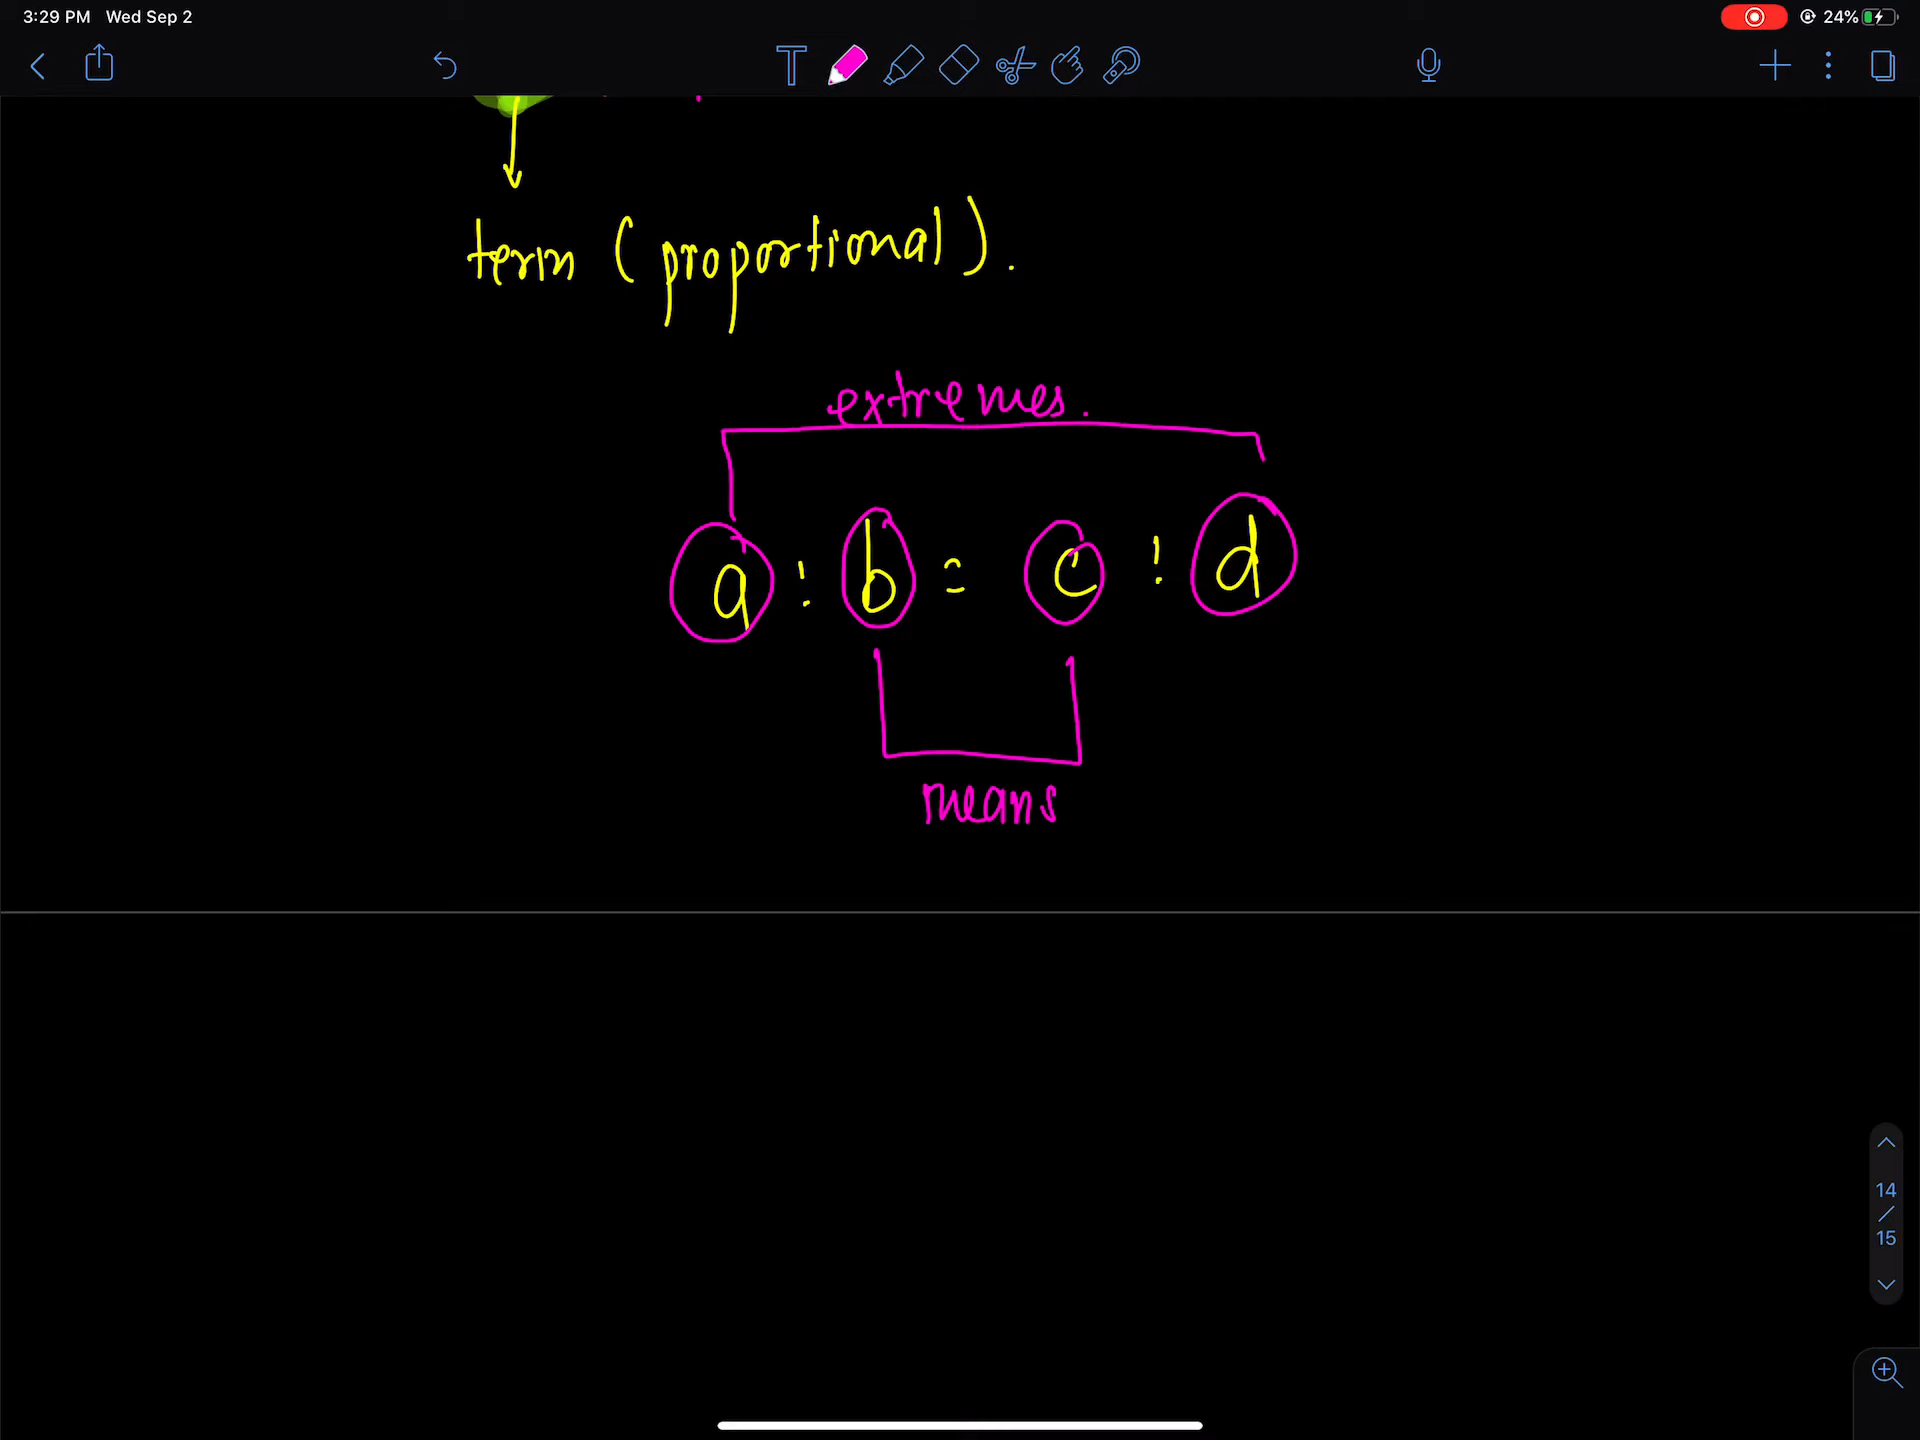 3:29 PM Wed Sep 2
24%
T
term (proportional).
extremes.
a : b = c : d
means
14
/
15